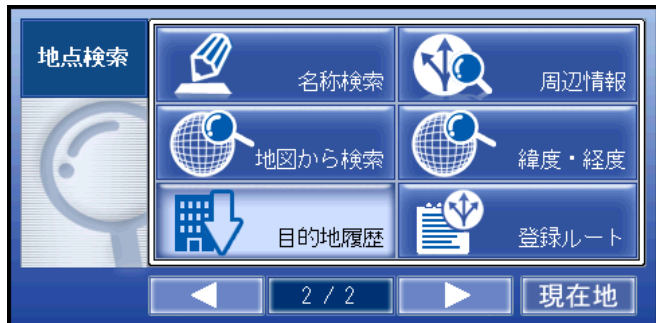 地点検索
名称検索
周辺情報
地図から検索
緯度・経度
目的地履歴
登録ルート
2 / 2
現在地